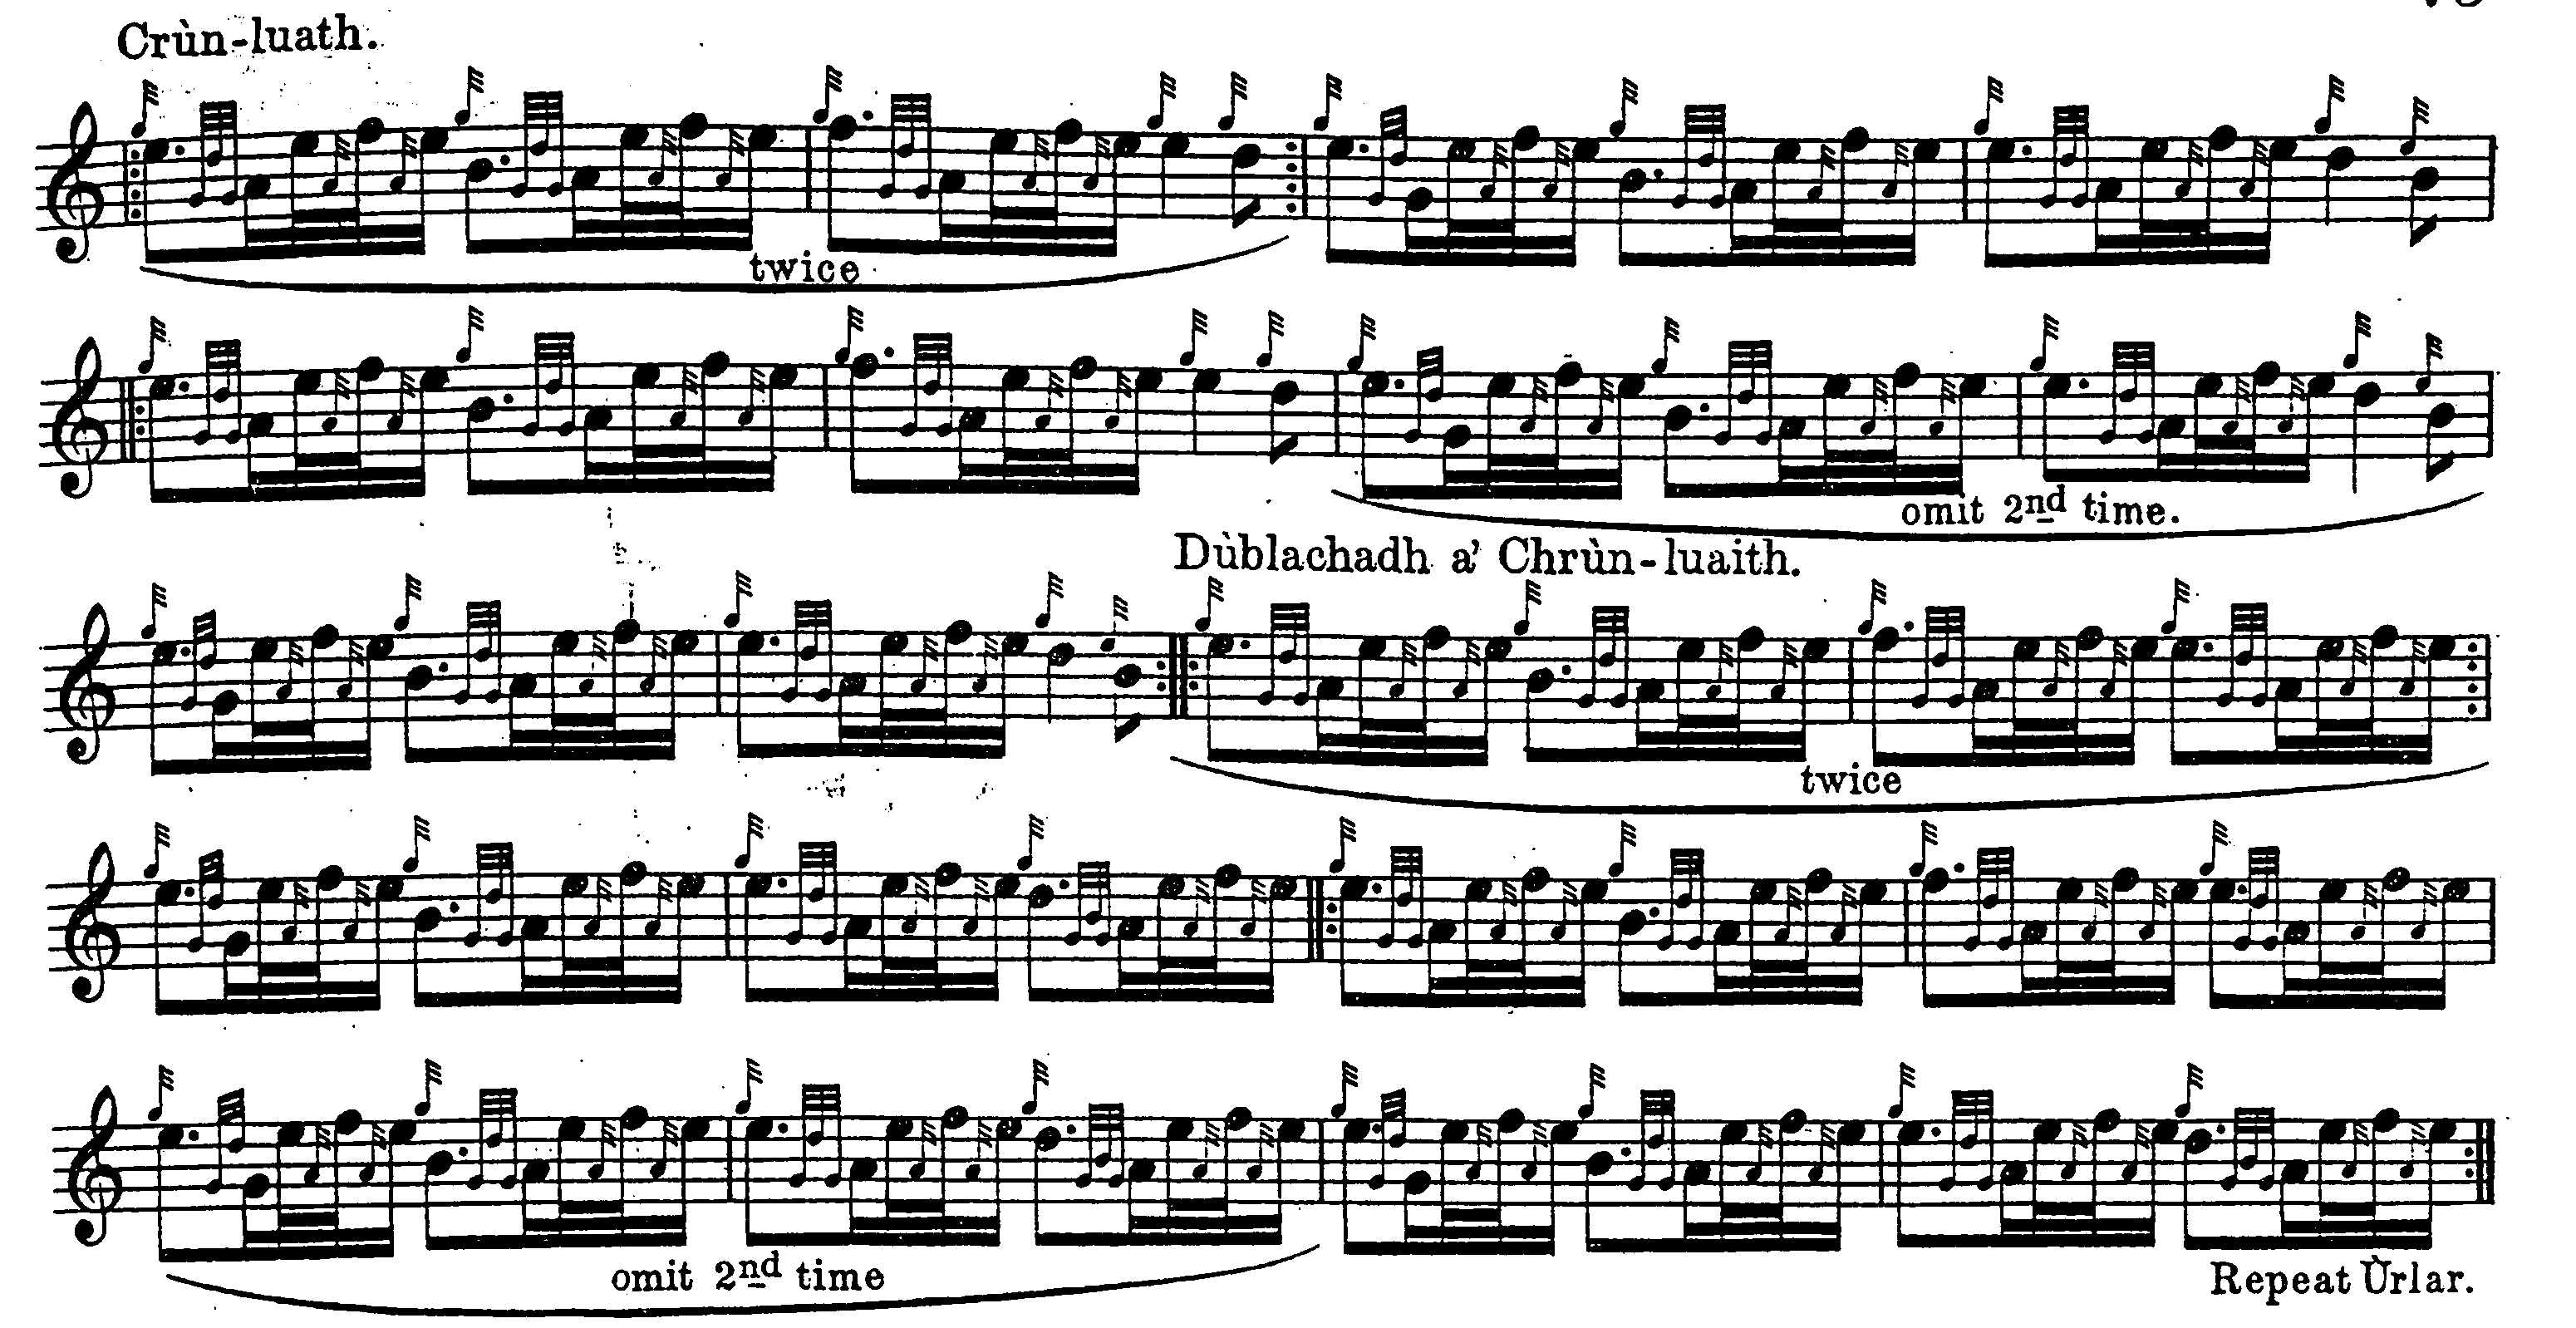 Crùn-luath.
twice
omit 2nd time.
Dùblachadh a' Chrùn-luaith.
twice
omit 2nd time
Repeat Ùrlar.